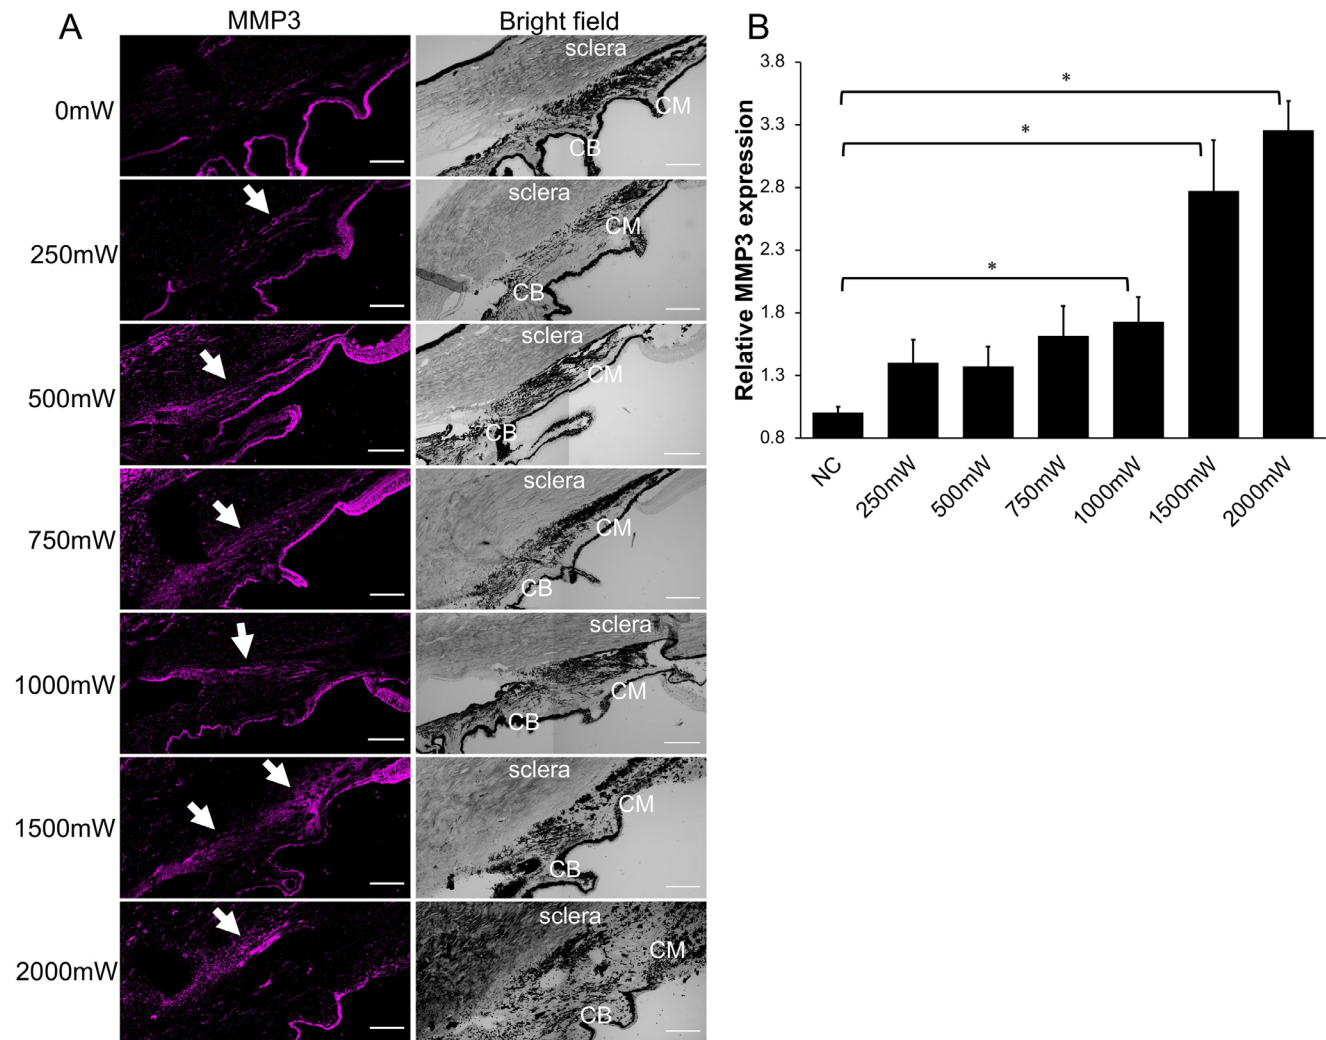 A
MMP3
Bright field
0mW
sclera
CM
CB
250mW
sclera
CM
CB
500mW
sclera
CM
CB
750mW
sclera
CM
CB
1000mW
sclera
CM
CB
1500mW
sclera
CM
CB
2000mW
sclera
CM
CB
B
Relative MMP3 expression
3.8
3.3
2.8
2.3
1.8
1.3
0.8
*
*
*
NC
250mW
500mW
750mW
1000mW
1500mW
2000mW